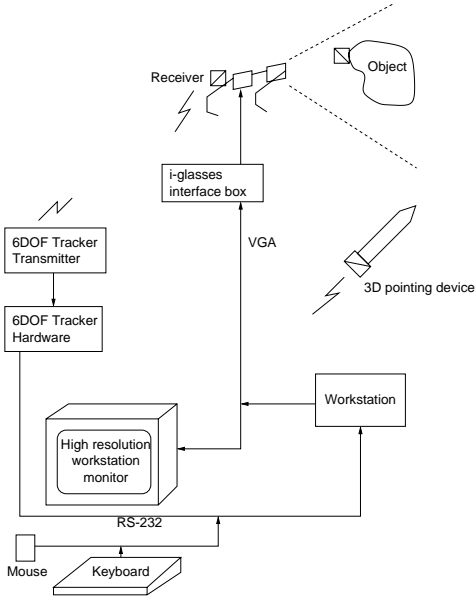 Receiver
Object
i-glasses
interface box
6DOF Tracker
Transmitter
VGA
3D pointing device
6DOF Tracker
Hardware
Workstation
High resolution
workstation
monitor
RS-232
Mouse
Keyboard